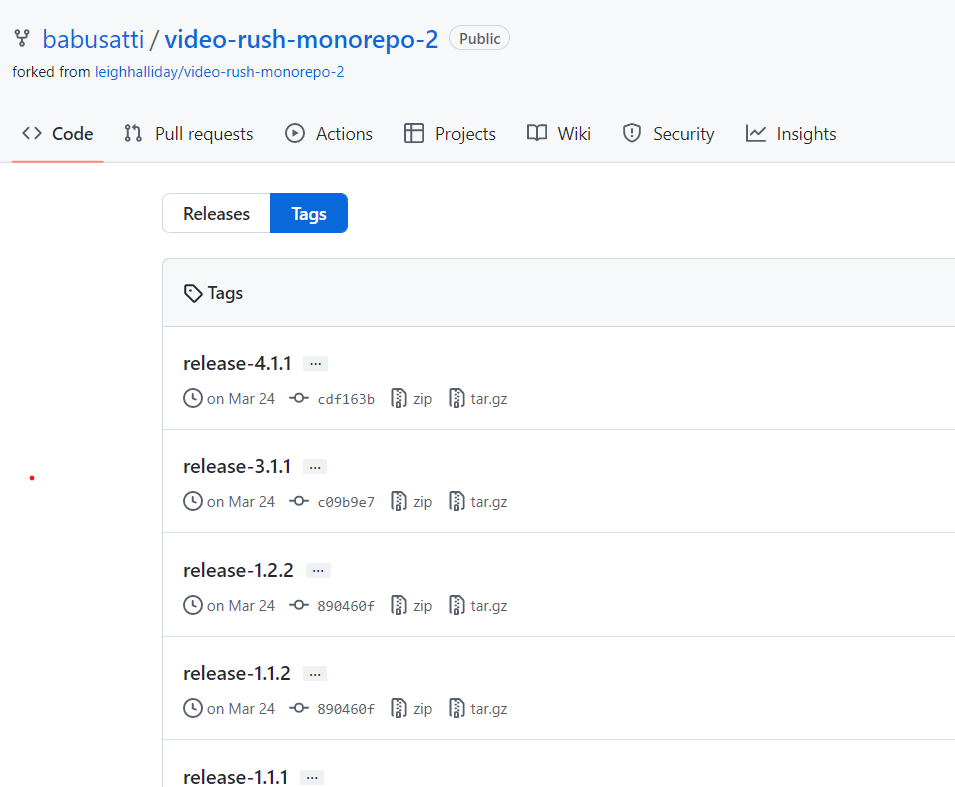 babusatti / video-rush-monorepo-2 Public
forked from leighhalliday/video-rush-monorepo-2
Code Pull requests Actions Projects Wiki Security Insights
Releases Tags
Tags
release-4.1.1 ...
on Mar 24 cdf163b zip tar.gz
release-3.1.1 ...
on Mar 24 c09b9e7 zip tar.gz
release-1.2.2 ...
on Mar 24 890460f zip tar.gz
release-1.1.2 ...
on Mar 24 890460f zip tar.gz
release-1.1.1 ...